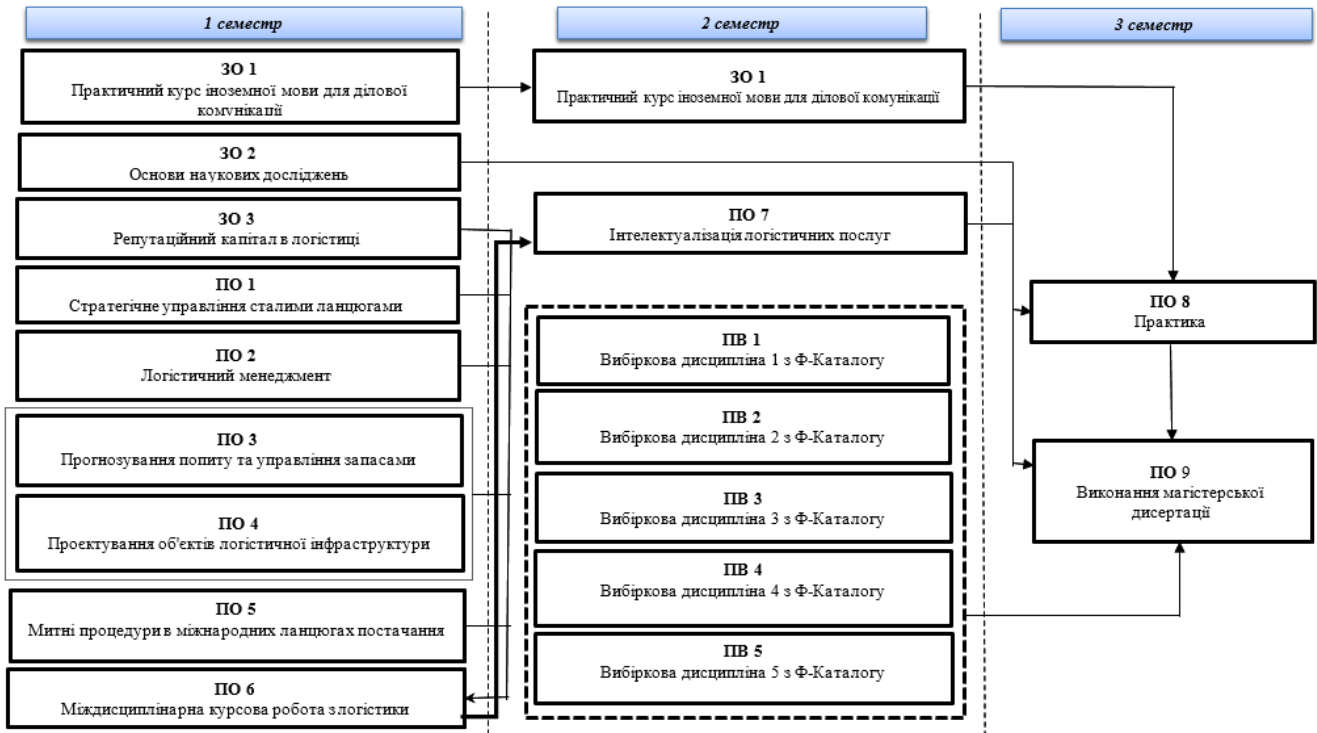 1 семестр
2 семестр
3 семестр
ЗО 1
Практичний курс іноземної мови для ділової
комунікації
ЗО 2
Основи наукових досліджень
ЗО 3
Репутаційний капітал в логістиці
ПО 1
Стратегічне управління сталими ланцюгами
ПО 2
Логістичний менеджмент
ПО 3
Прогнозування попиту та управління запасами
ПО 4
Проєктування об'єктів логістичної інфраструктури
ПО 5
Митні процедури в міжнародних ланцюгах постачання
ПО 6
Міждисциплінарна курсова робота з логістики
ЗО 1
Практичний курс іноземної мови для ділової комунікації
ПО 7
Інтелектуалізація логістичних послуг
ПВ 1
Вибіркова дисципліна 1 з Ф-Каталогу
ПВ 2
Вибіркова дисципліна 2 з Ф-Каталогу
ПВ 3
Вибіркова дисципліна 3 з Ф-Каталогу
ПВ 4
Вибіркова дисципліна 4 з Ф-Каталогу
ПВ 5
Вибіркова дисципліна 5 з Ф-Каталогу
ПО 8
Практика
ПО 9
Виконання магістерської
дисертації